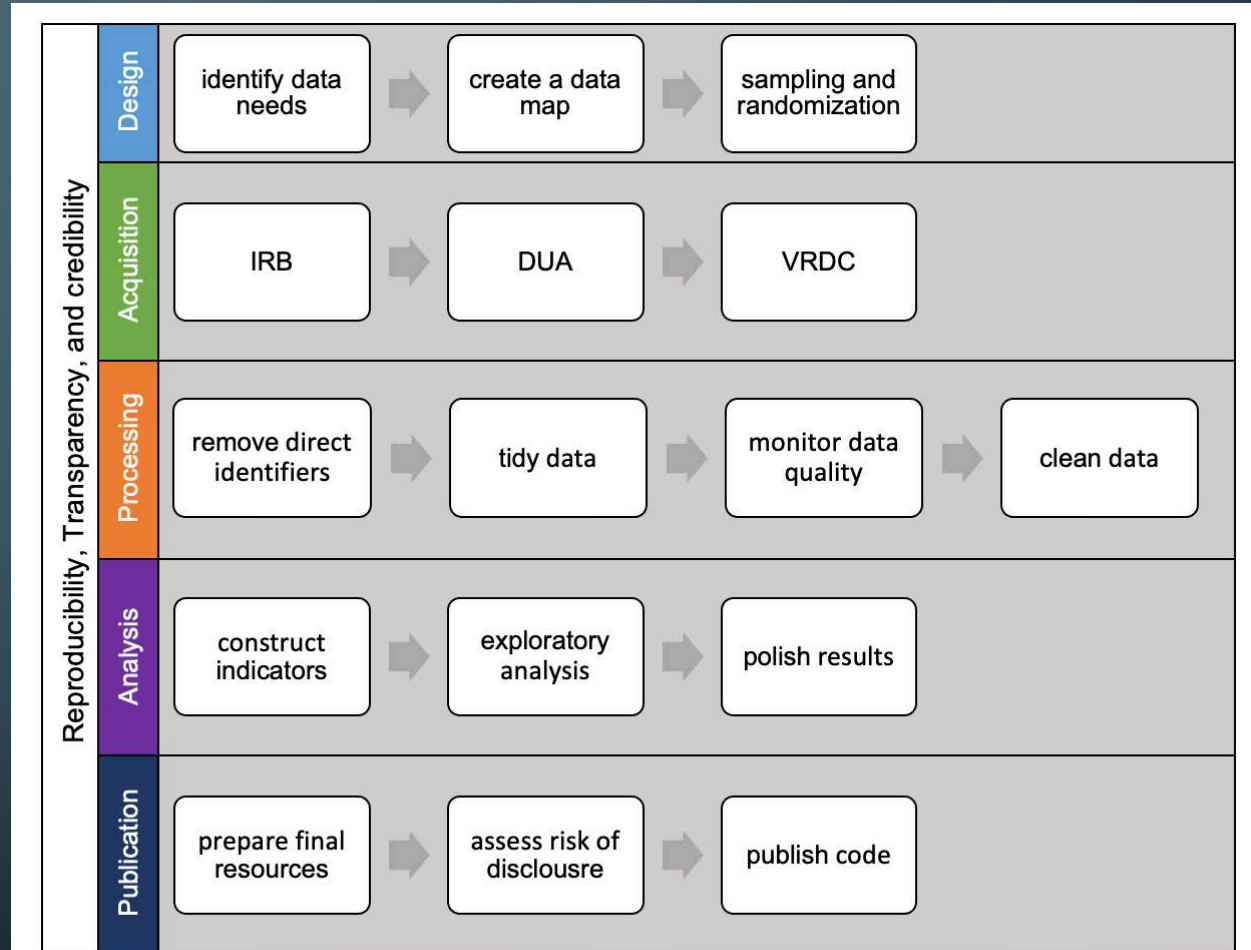 Reproducibility, Transparency, and credibility
Design
identify data
needs
create a data
map
sampling and
randomization
Acquisition
IRB
DUA
VRDC
Processing
remove direct
identifiers
tidy data
monitor data
quality
clean data
Analysis
construct
indicators
exploratory
analysis
polish results
Publication
prepare final
resources
assess risk of
disclousre
publish code